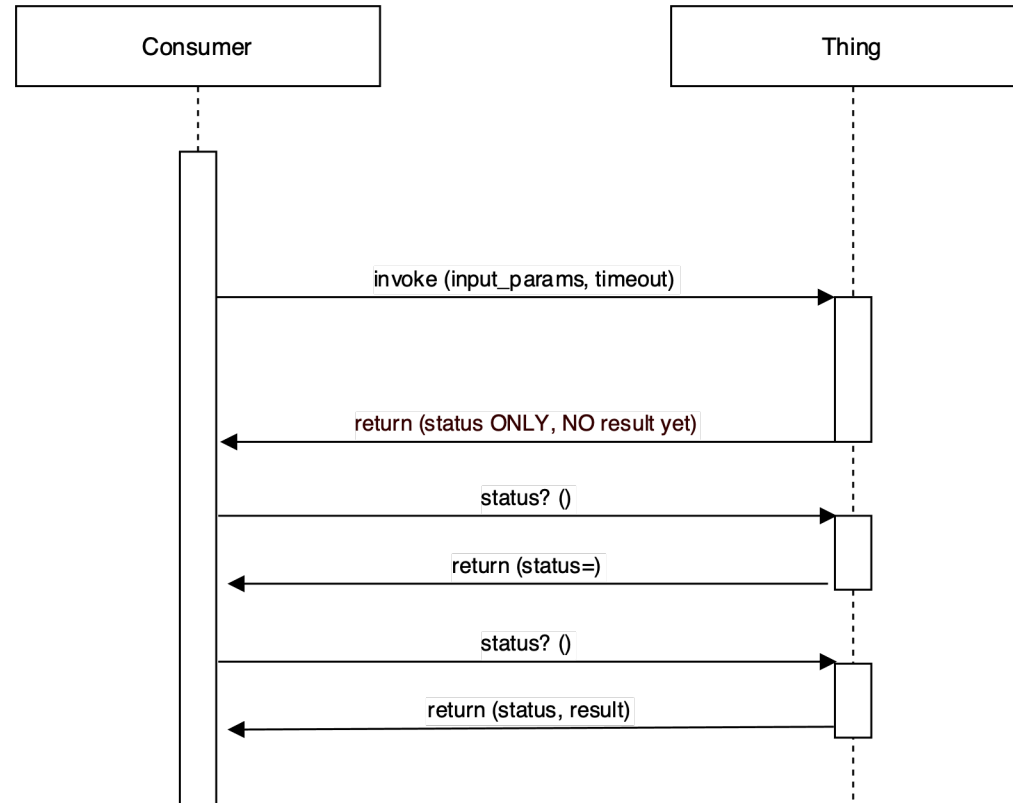 Consumer
Thing
invoke (input_params, timeout)
return (status ONLY, NO result yet)
status? ()
return (status=)
status? ()
return (status, result)